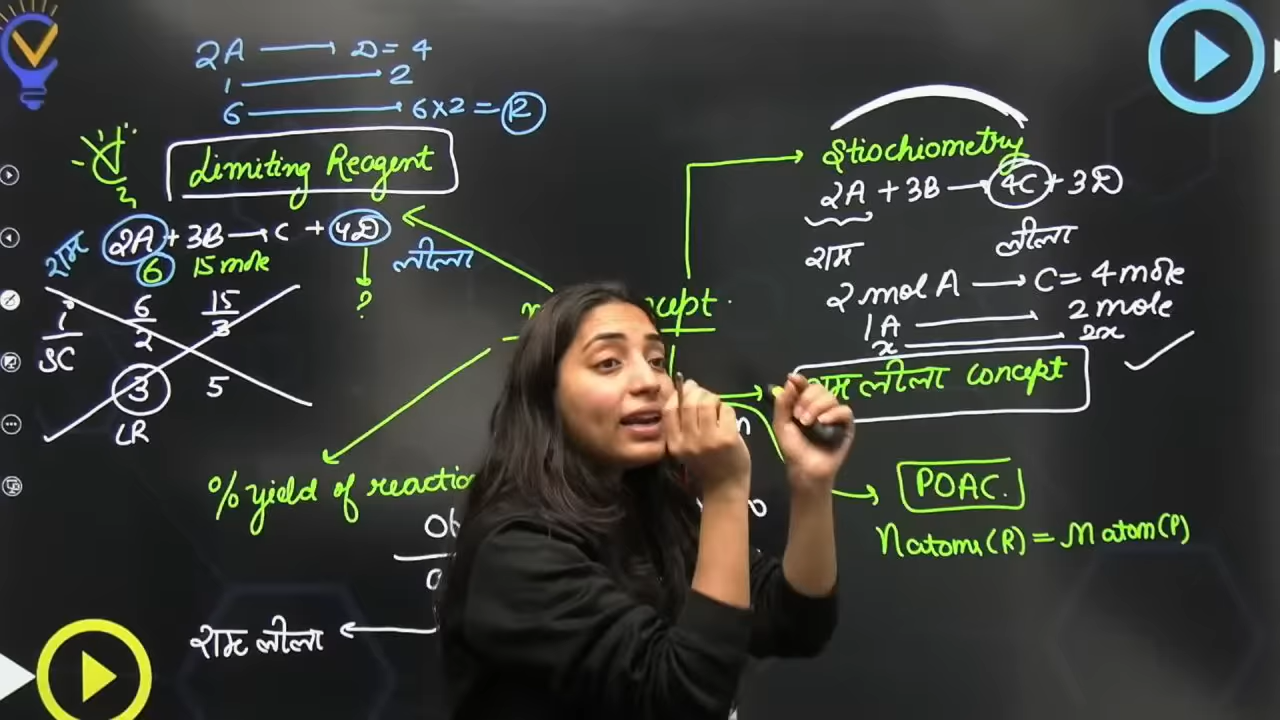 2A → D = 4
1 → 2
6 → 6×2 = 12
Limiting Reagent
2A + 3B → C + 4D
राम
लीला
6 15 mole
?
i/SC 6/2 15/3
3 5
LR
% yield of reactio
राम लीला
cept
Stiochiometry
2A + 3B → 4C + 3D
राम लीला
2 mol A → C = 4 mole
1A → 2 mole
x → 2x
राम लीला concept
POAC.
Natoms (R) = Natom (P)